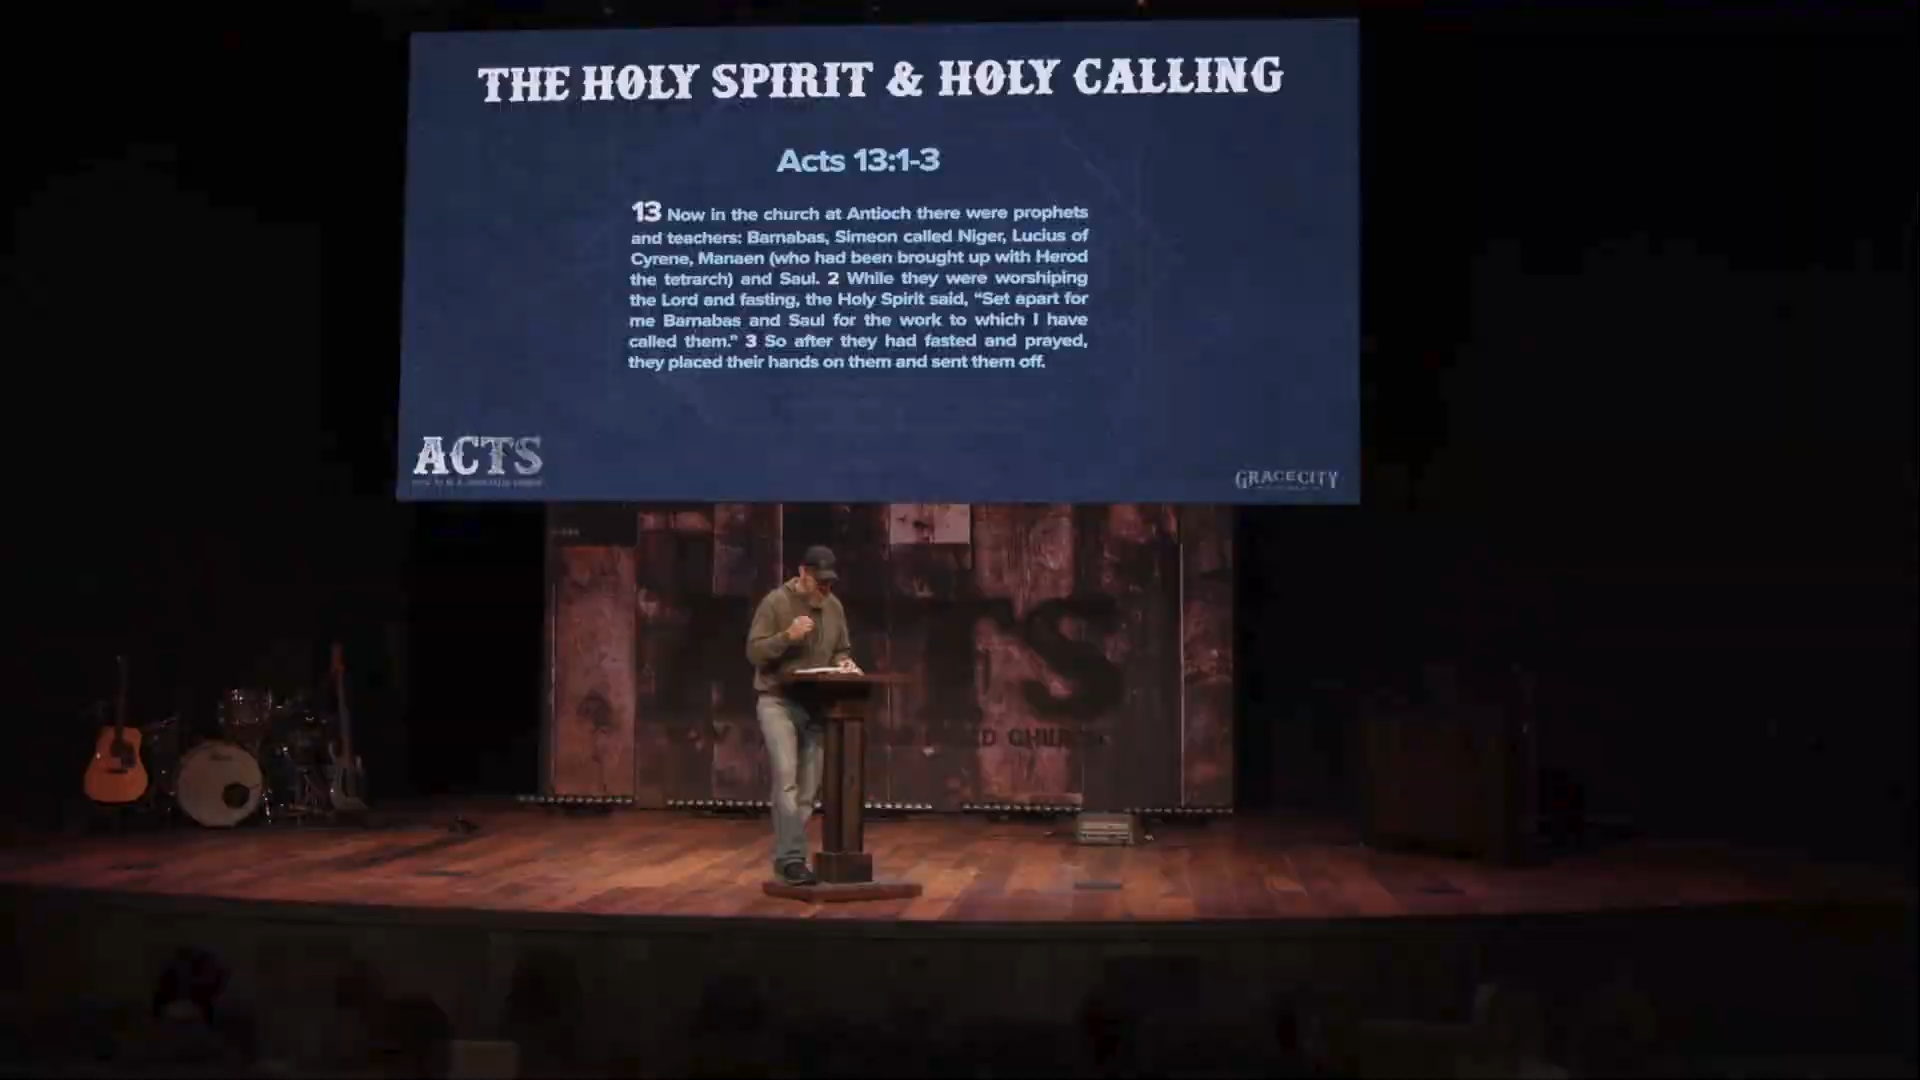 THE HOLY SPIRIT & HOLY CALLING
Acts 13:1-3
13 Now in the church at Antioch there were prophets
and teachers: Barnabas, Simeon called Niger, Lucius of
Cyrene, Manaen (who had been brought up with Herod
the tetrarch) and Saul. 2 While they were worshiping
the Lord and fasting, the Holy Spirit said, “Set apart for
me Barnabas and Saul for the work to which I have
called them.” 3 So after they had fasted and prayed,
they placed their hands on them and sent them off.
ACTS
GRACECITY